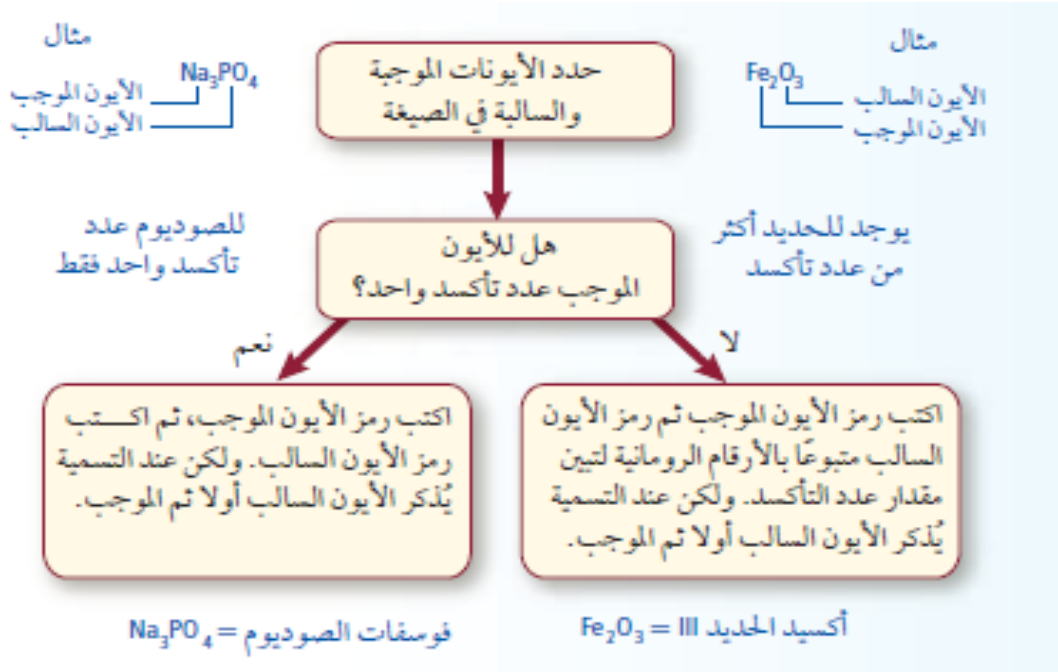 مثال
Fe₂O₃
الأيون السالب
الأيون الموجب
حدد الأيونات الموجبة
والسالبة في الصيغة
مثال
Na₃PO₄
الأيون الموجب
الأيون السالب
يوجد للحديد أكثر
من عدد تأكسد
هل للأيون
الموجب عدد تأكسد واحد؟
للصوديوم عدد
تأكسد واحد فقط
لا
نعم
اكتب رمز الأيون الموجب ثم رمز الأيون
السالب متبوعًا بالأرقام الرومانية لتبين
مقدار عدد التأكسد. ولكن عند التسمية
يُذكر الأيون السالب أولا ثم الموجب.
اكتب رمز الأيون الموجب، ثم اكـــتب
رمز الأيون السالب. ولكن عند التسمية
يُذكر الأيون السالب أولا ثم الموجب.
أكسيد الحديد Fe₂O₃ = III
فوسفات الصوديوم = Na₃PO₄